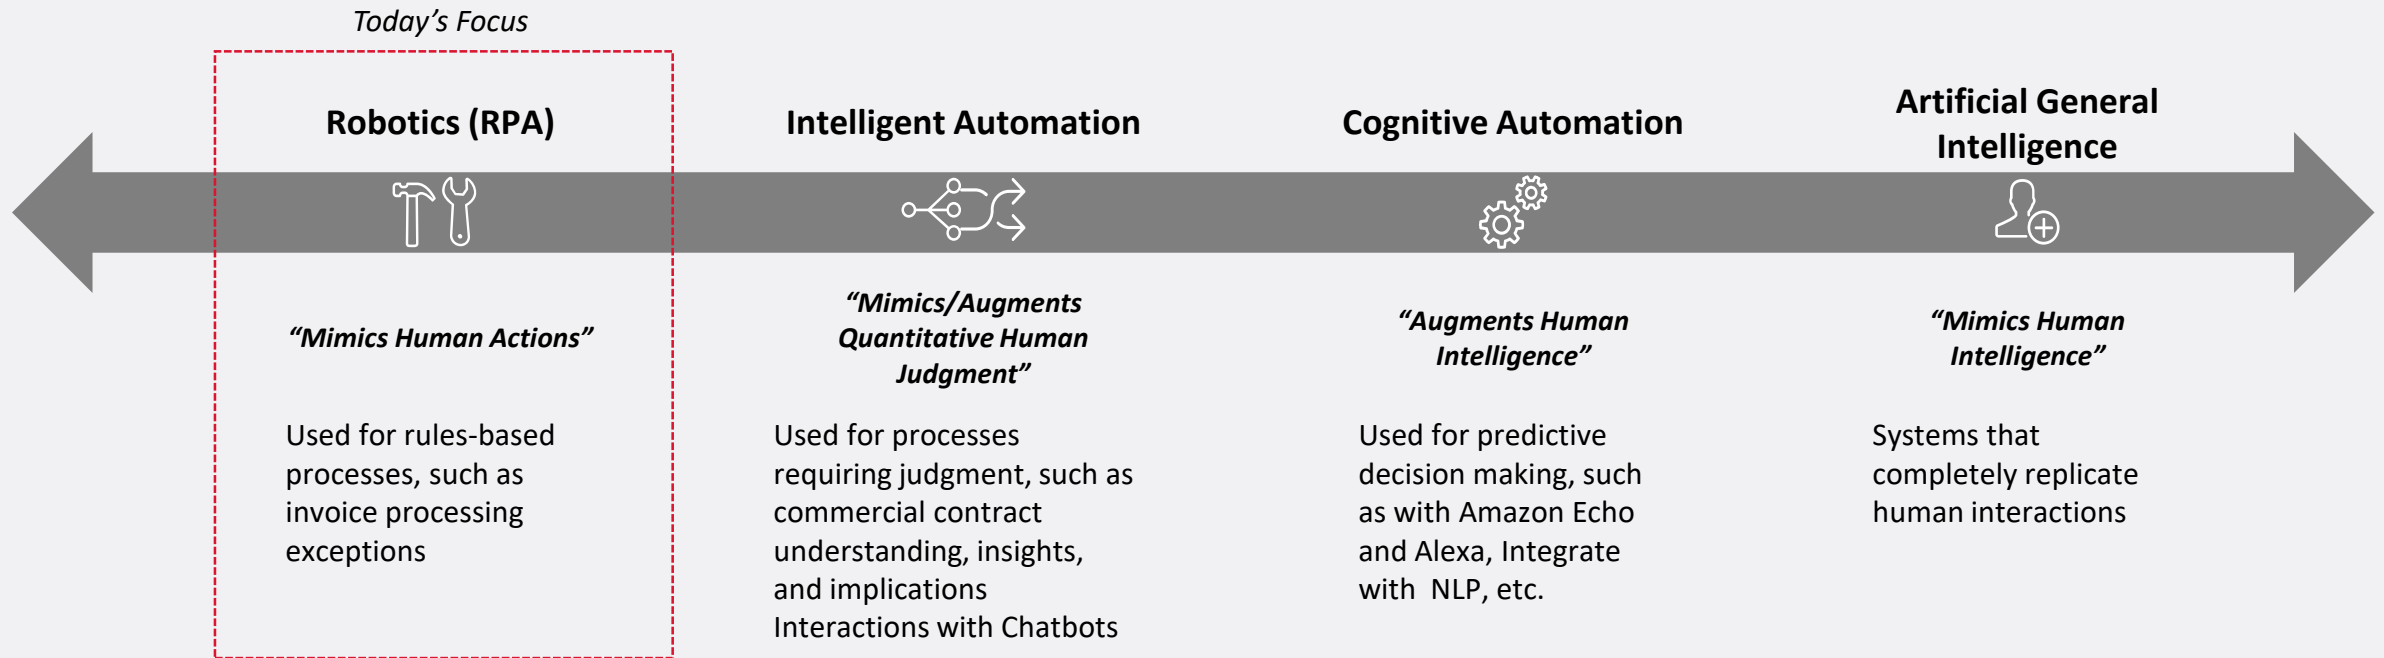 Today’s Focus
Robotics (RPA)
“Mimics Human Actions”
Used for rules-based
processes, such as
invoice processing
exceptions
Intelligent Automation
“Mimics/Augments
Quantitative Human
Judgment”
Used for processes
requiring judgment, such as
commercial contract
understanding, insights,
and implications
Interactions with Chatbots
Cognitive Automation
“Augments Human
Intelligence”
Used for predictive
decision making, such
as with Amazon Echo
and Alexa, Integrate
with  NLP, etc.
Artificial General
Intelligence
“Mimics Human
Intelligence”
Systems that
completely replicate
human interactions